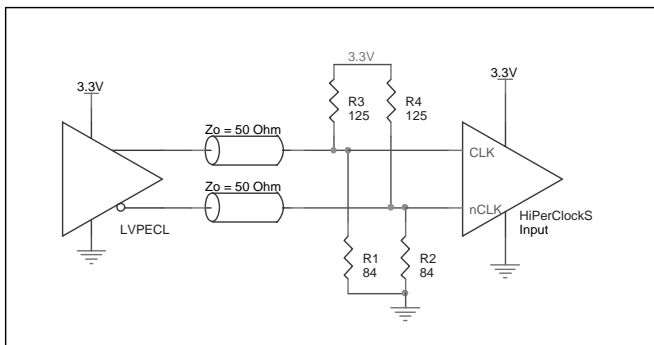 3.3V
3.3V
3.3V
R3
125
R4
125
Zo = 50 Ohm
CLK
Zo = 50 Ohm
nCLK
HiPerClockS
Input
LVPECL
R1
84
R2
84